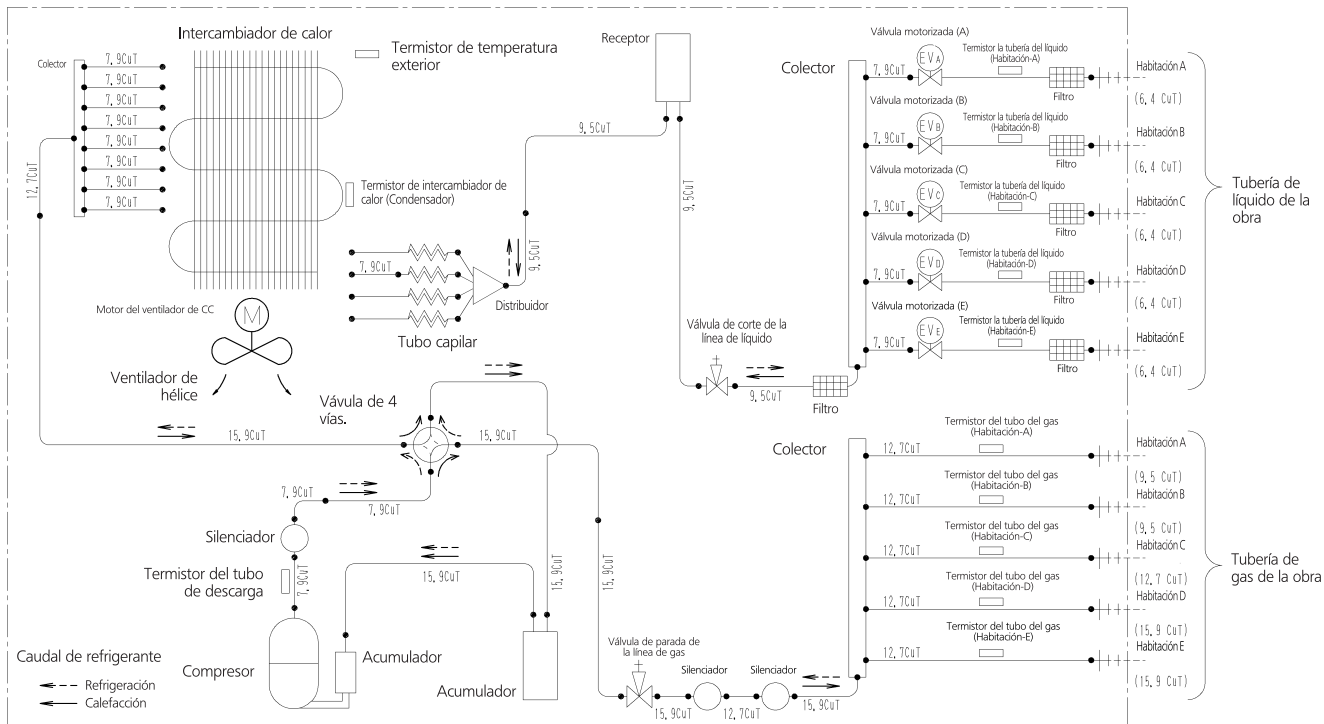 Intercambiador de calor
Colector
7,9CuT
7,9CuT
7,9CuT
7,9CuT
7,9CuT
7,9CuT
7,9CuT
7,9CuT
12,7CuT
Termistor de temperatura
exterior
Termistor de intercambiador de
calor (Condensador)
Receptor
9,5CuT
9,5CuT
9,5CuT
7,9CuT
Distribuidor
Tubo capilar
Motor del ventilador de CC
M
Ventilador de
hélice
Válvula de corte de la
línea de líquido
9,5CuT
Filtro
Colector
Válvula motorizada (A)
EVA
7,9CuT
Termistor la tubería del líquido
(Habitación-A)
Filtro
Habitación A
(6,4 CuT)
Válvula motorizada (B)
EVB
7,9CuT
Termistor la tubería del líquido
(Habitación-B)
Filtro
Habitación B
(6,4 CuT)
Válvula motorizada (C)
EVC
7,9CuT
Termistor la tubería del líquido
(Habitación-C)
Filtro
Habitación C
(6,4 CuT)
Válvula motorizada (D)
EVD
7,9CuT
Termistor la tubería del líquido
(Habitación-D)
Filtro
Habitación D
(6,4 CuT)
Válvula motorizada (E)
EVE
7,9CuT
Termistor la tubería del líquido
(Habitación-E)
Filtro
Habitación E
(6,4 CuT)
Tubería de
líquido de la
obra
Vávula de 4
vías.
15,9CuT
15,9CuT
7,9CuT
7,9CuT
Silenciador
Termistor del tubo
de descarga
7,9CuT
Compresor
Acumulador
15,9CuT
15,9CuT
15,9CuT
Acumulador
Caudal de refrigerante
Refrigeración
Calefacción
Válvula de parada de
la línea de gas
15,9CuT
Silenciador
12,7CuT
Silenciador
15,9CuT
Colector
12,7CuT
Termistor del tubo del gas
(Habitación-A)
Habitación A
(9,5 CuT)
12,7CuT
Termistor del tubo del gas
(Habitación-B)
Habitación B
(9,5 CuT)
12,7CuT
Termistor del tubo del gas
(Habitación-C)
Habitación C
(12,7 CuT)
12,7CuT
Termistor del tubo del gas
(Habitación-D)
Habitación D
(15,9 CuT)
12,7CuT
Termistor del tubo del gas
(Habitación-E)
Habitación E
(15,9 CuT)
Tubería de
gas de la obra